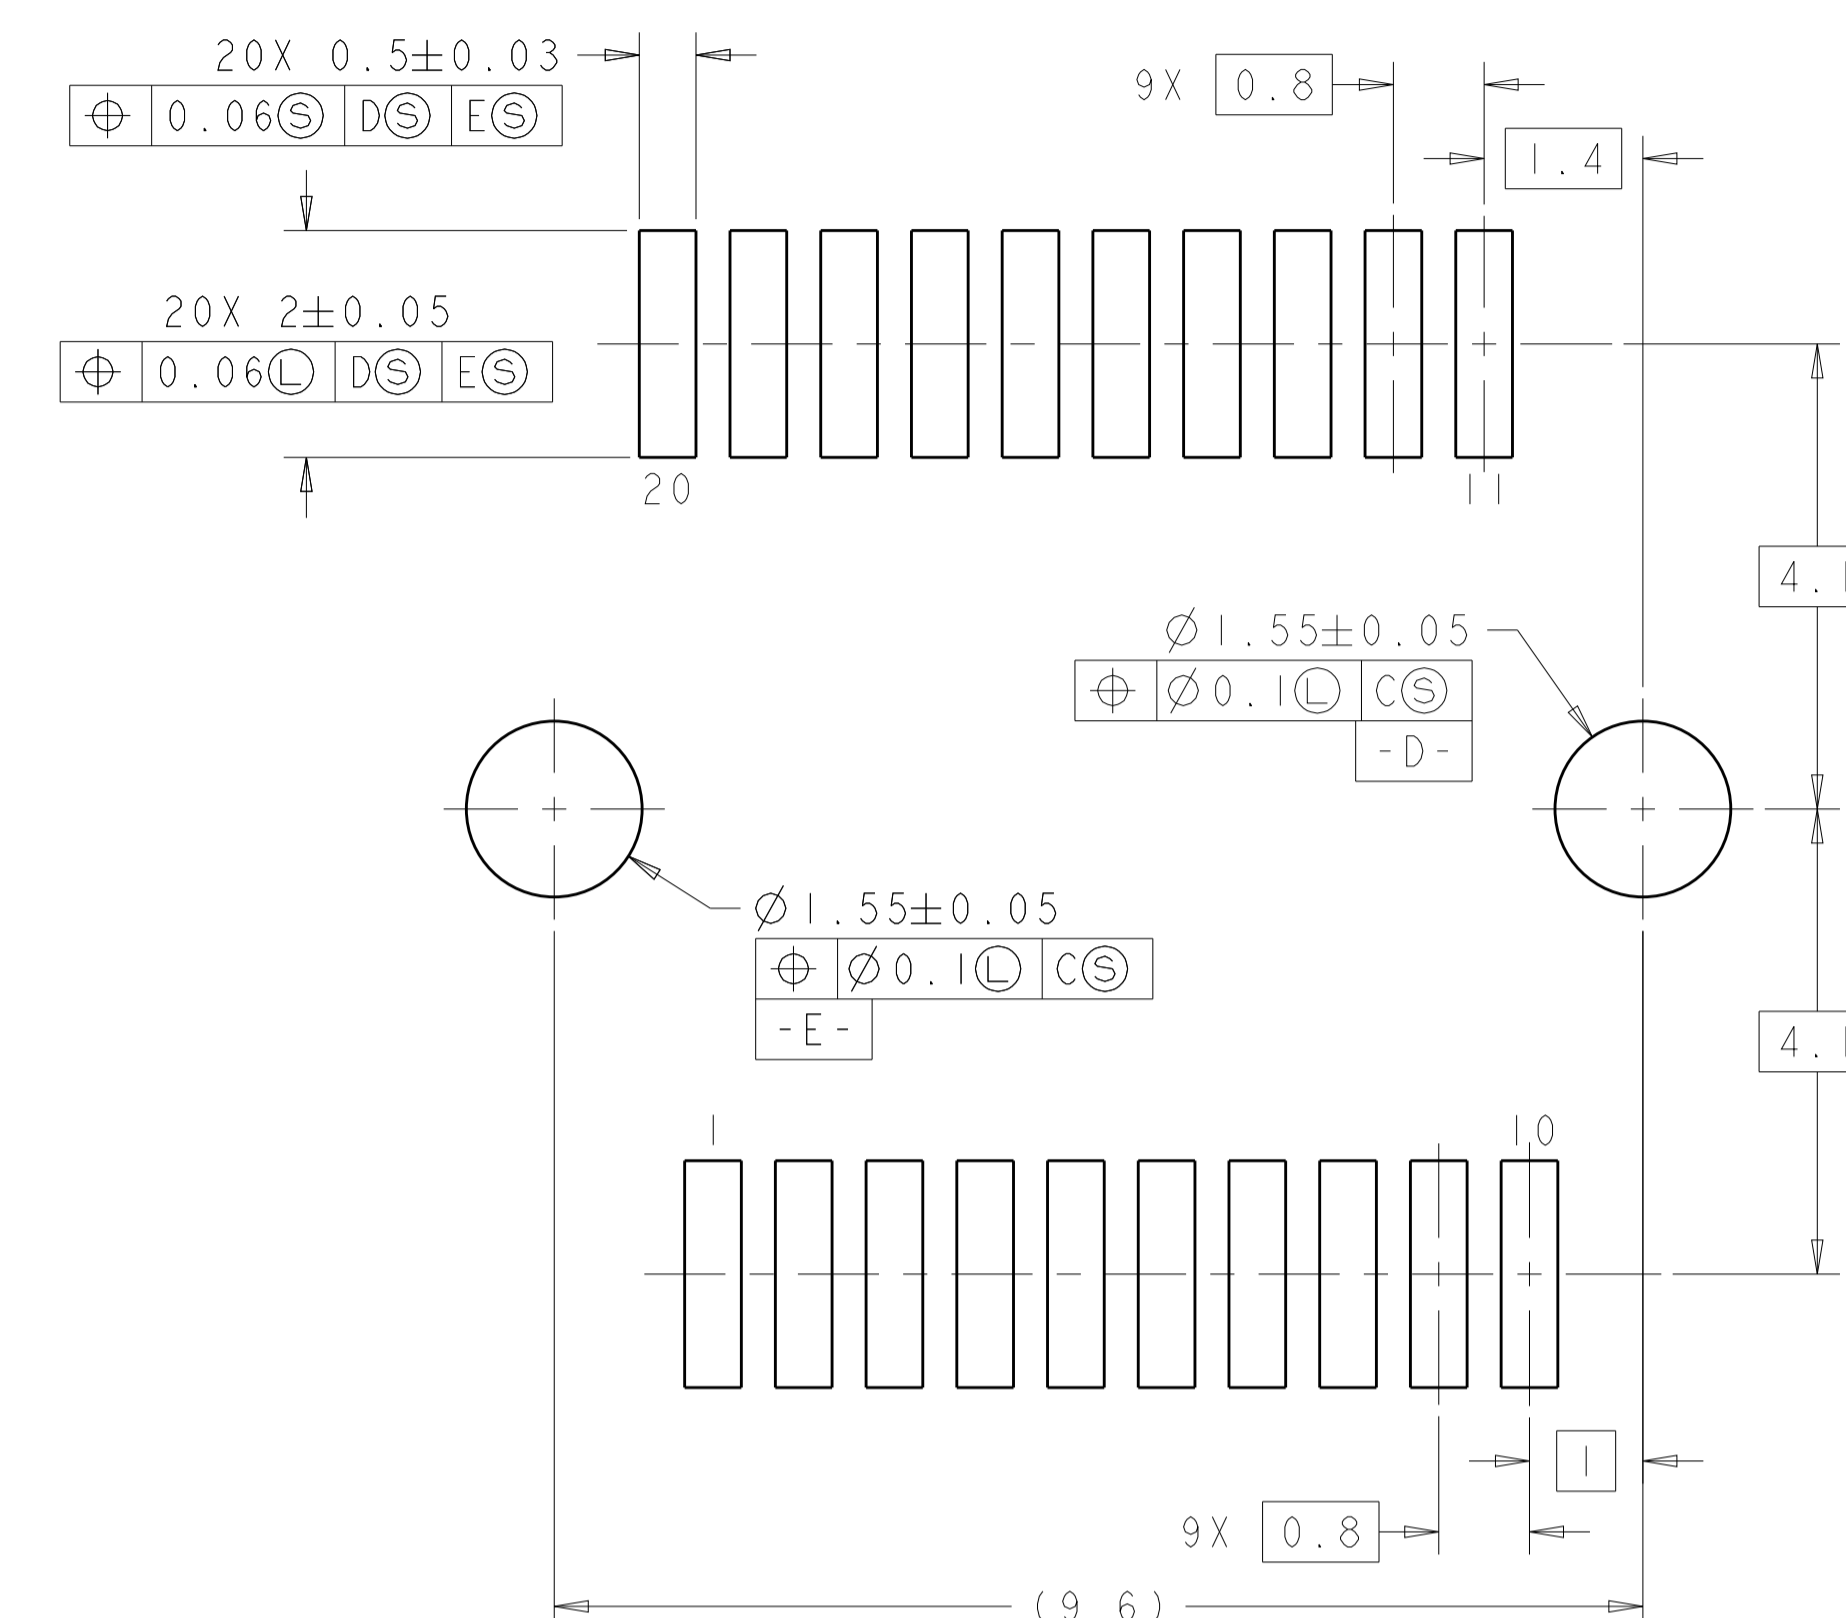 20X 0.5±0.03
⌖ 0.06Ⓢ DⓈ EⓈ
9X 0.8
1.4
20X 2±0.05
⌖ 0.06Ⓛ DⓈ EⓈ
20
11
Ø1.55±0.05
⌖ Ø0.1Ⓛ CⓈ
-D-
Ø1.55±0.05
⌖ Ø0.1Ⓛ CⓈ
-E-
1
10
1
9X 0.8